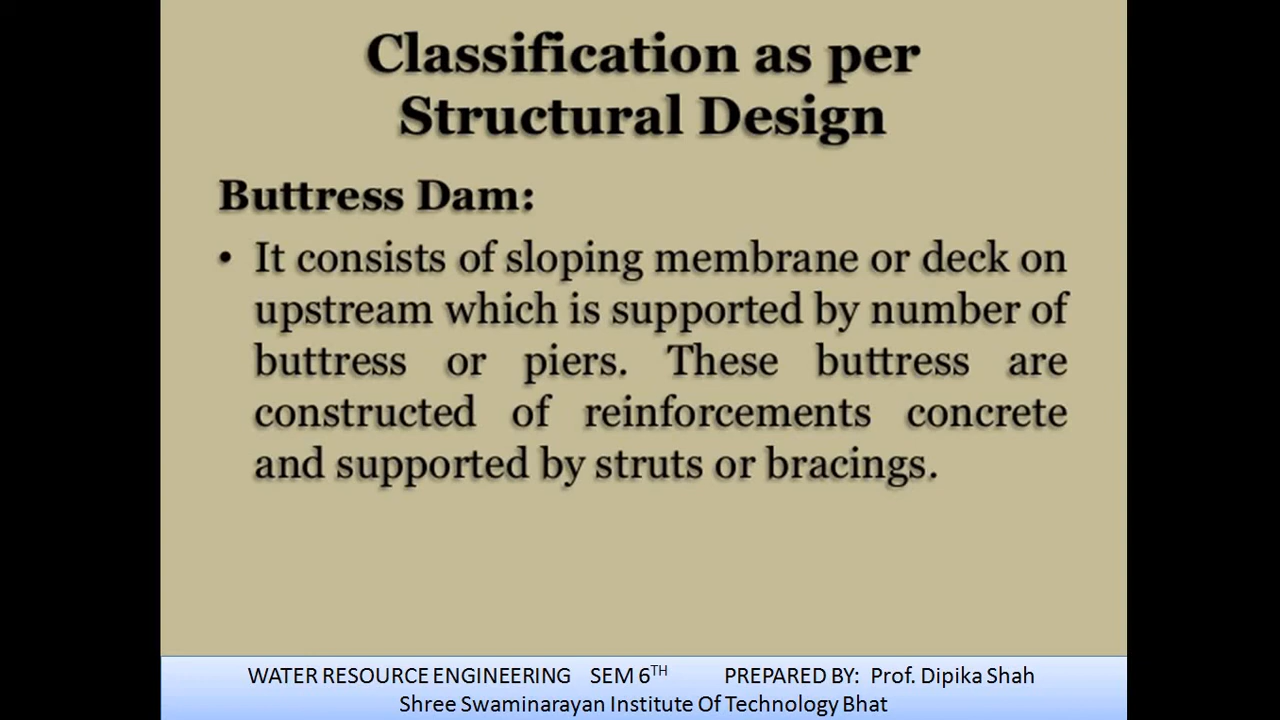 Classification as per
Structural Design
Buttress Dam:
• It consists of sloping membrane or deck on
upstream which is supported by number of
buttress or piers. These buttress are
constructed of reinforcements concrete
and supported by struts or bracings.
WATER RESOURCE ENGINEERING SEM 6TH PREPARED BY: Prof. Dipika Shah
Shree Swaminarayan Institute Of Technology Bhat